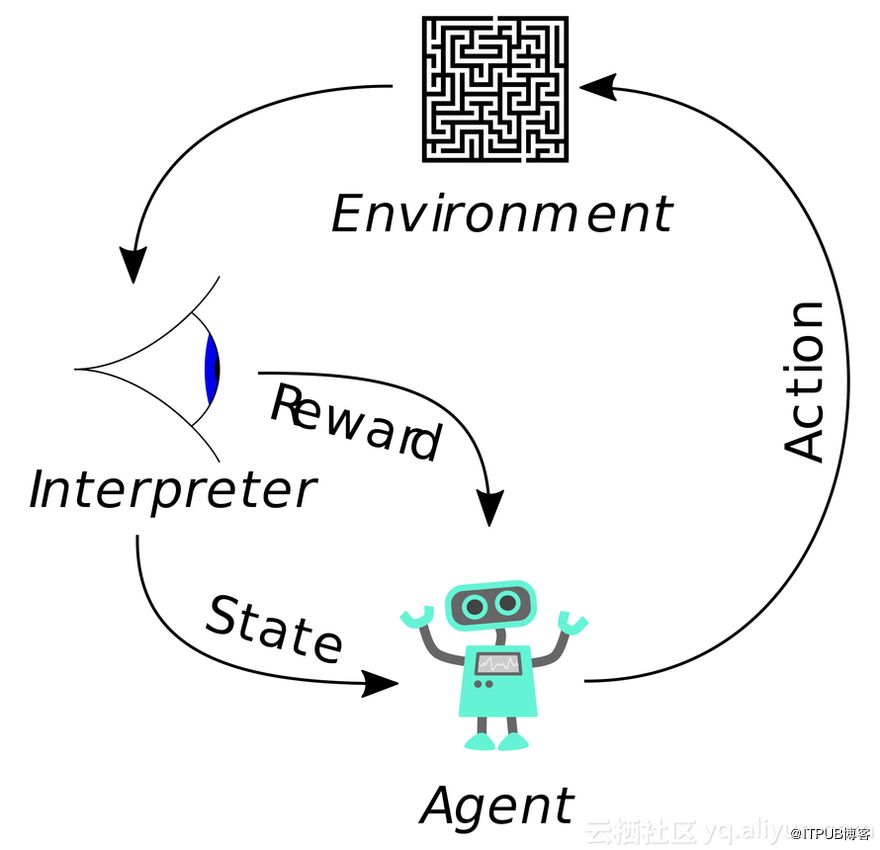 Environment
Action
Reward
Interpreter
State
Agent
云栖社区 yq.aliyu
@ITPUB博客